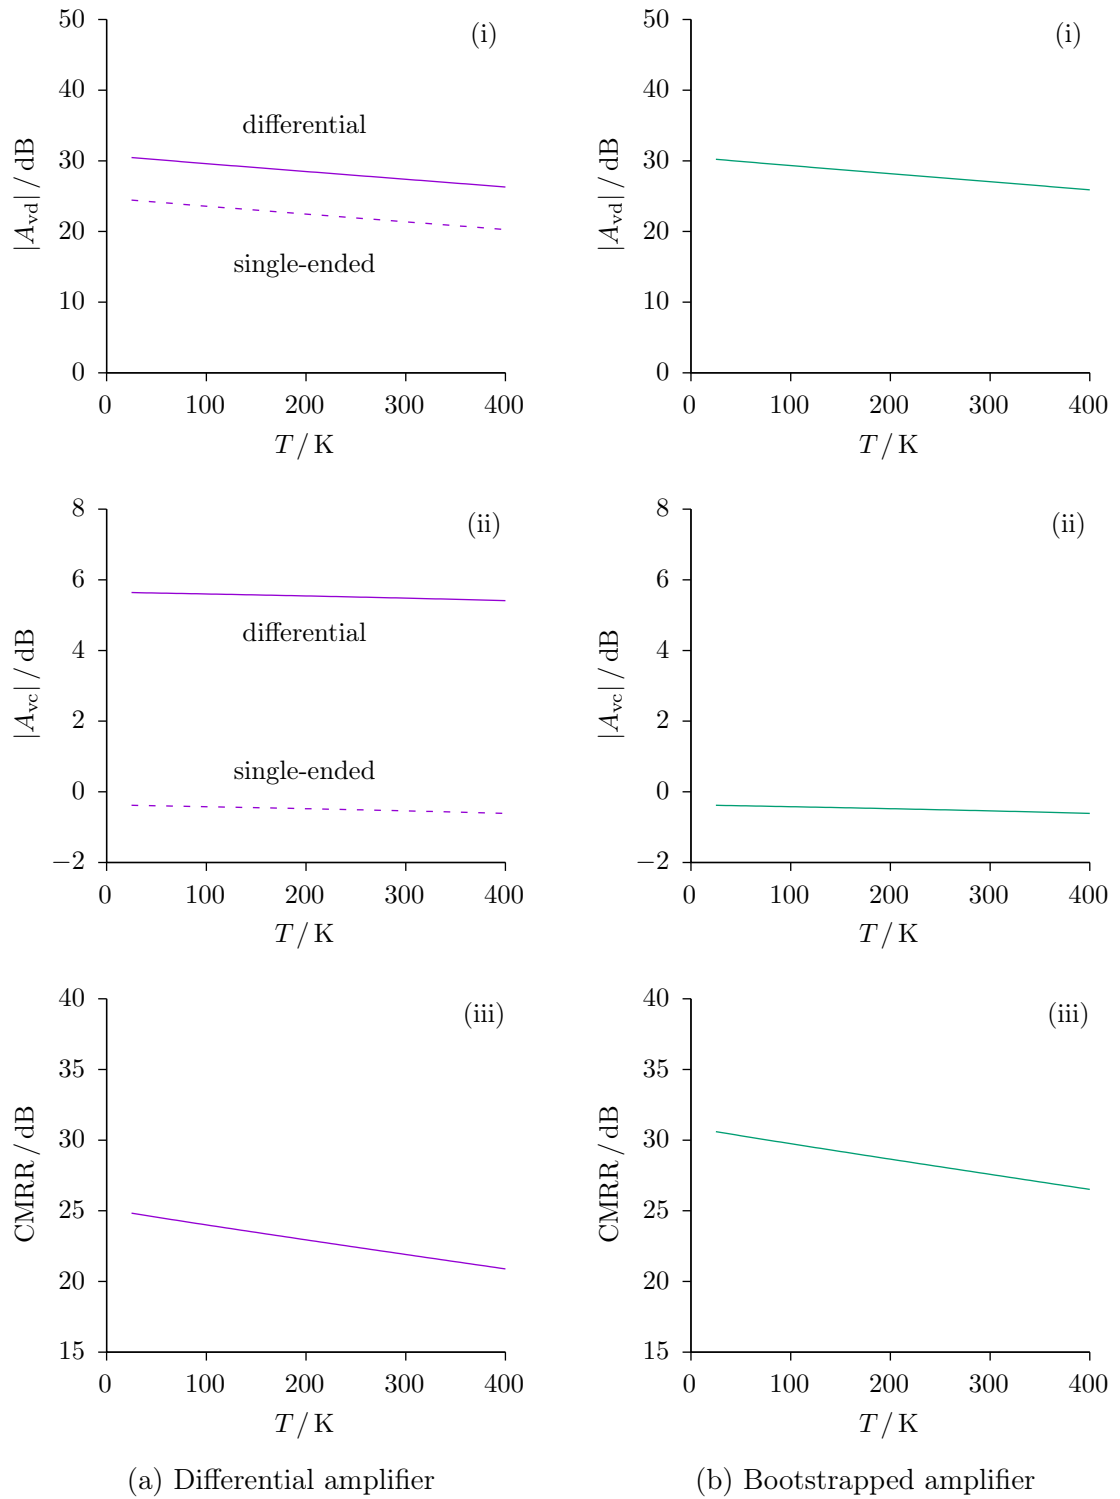 50
40
30
20
10
0
|A_vd| / dB
(i)
differential
single-ended
0 100 200 300 400
T / K
50
40
30
20
10
0
|A_vd| / dB
(i)
0 100 200 300 400
T / K
8
6
4
2
0
−2
|A_vc| / dB
(ii)
differential
single-ended
0 100 200 300 400
T / K
8
6
4
2
0
−2
|A_vc| / dB
(ii)
0 100 200 300 400
T / K
40
35
30
25
20
15
CMRR / dB
(iii)
0 100 200 300 400
T / K
40
35
30
25
20
15
CMRR / dB
(iii)
0 100 200 300 400
T / K
(a) Differential amplifier
(b) Bootstrapped amplifier